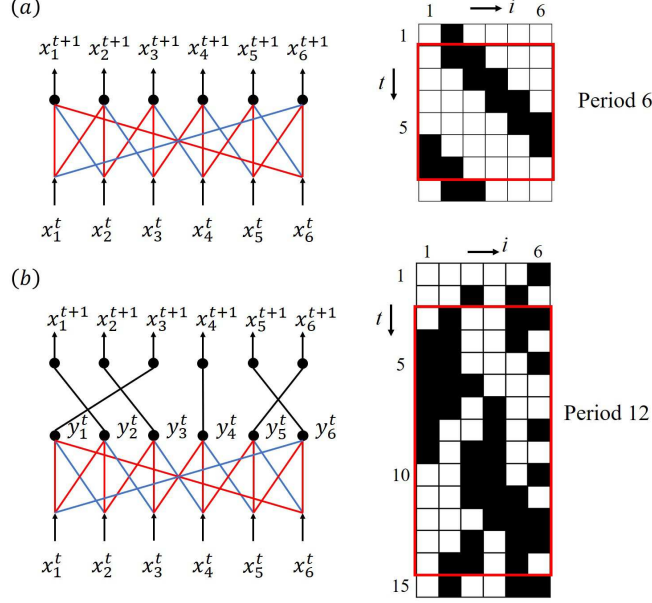 (a)
x_1^{t+1} x_2^{t+1} x_3^{t+1} x_4^{t+1} x_5^{t+1} x_6^{t+1}
x_1^t x_2^t x_3^t x_4^t x_5^t x_6^t
1 i 6
1
t
5
Period 6
(b)
x_1^{t+1} x_2^{t+1} x_3^{t+1} x_4^{t+1} x_5^{t+1} x_6^{t+1}
y_1^t y_2^t y_3^t y_4^t y_5^t y_6^t
x_1^t x_2^t x_3^t x_4^t x_5^t x_6^t
1 i 6
1
t
5
Period 12
10
15